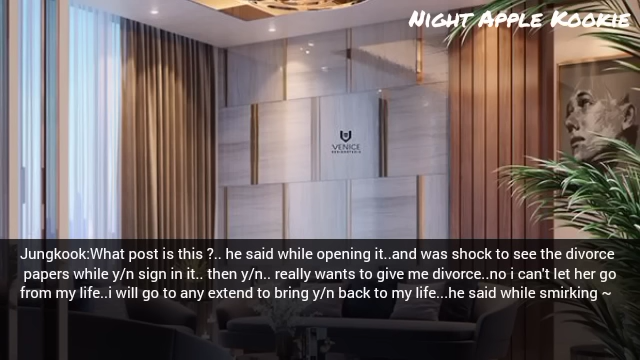 Night Apple Kookie
VENICE
Jungkook:What post is this ?.. he said while opening it..and was shock to see the divorce
papers while y/n sign in it.. then y/n.. really wants to give me divorce..no i can't let her go
from my life..i will go to any extend to bring y/n back to my life...he said while smirking ~